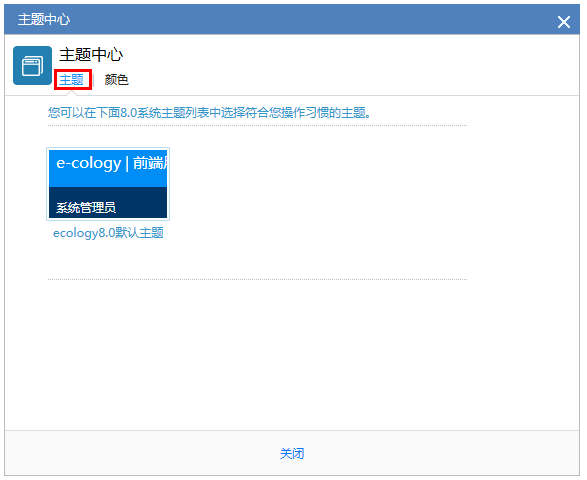 主题中心
主题中心
主题 颜色
您可以在下面8.0系统主题列表中选择符合您操作习惯的主题。
e-cology | 前端
系统管理员
ecology8.0默认主题
关闭